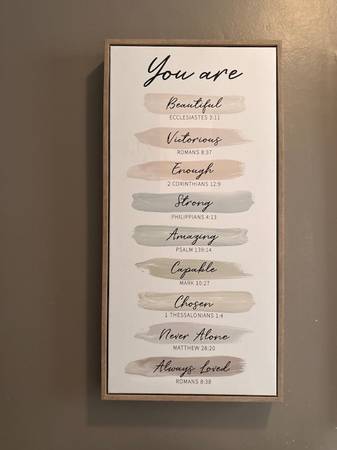 You are
Beautiful
ECCLESIASTES 3:11
Victorious
ROMANS 8:37
Enough
2 CORINTHIANS 12:9
Strong
PHILIPPIANS 4:13
Amazing
PSALM 139:14
Capable
MARK 10:27
Chosen
1 THESSALONIANS 1:4
Never Alone
MATTHEW 28:20
Always Loved
ROMANS 8:38